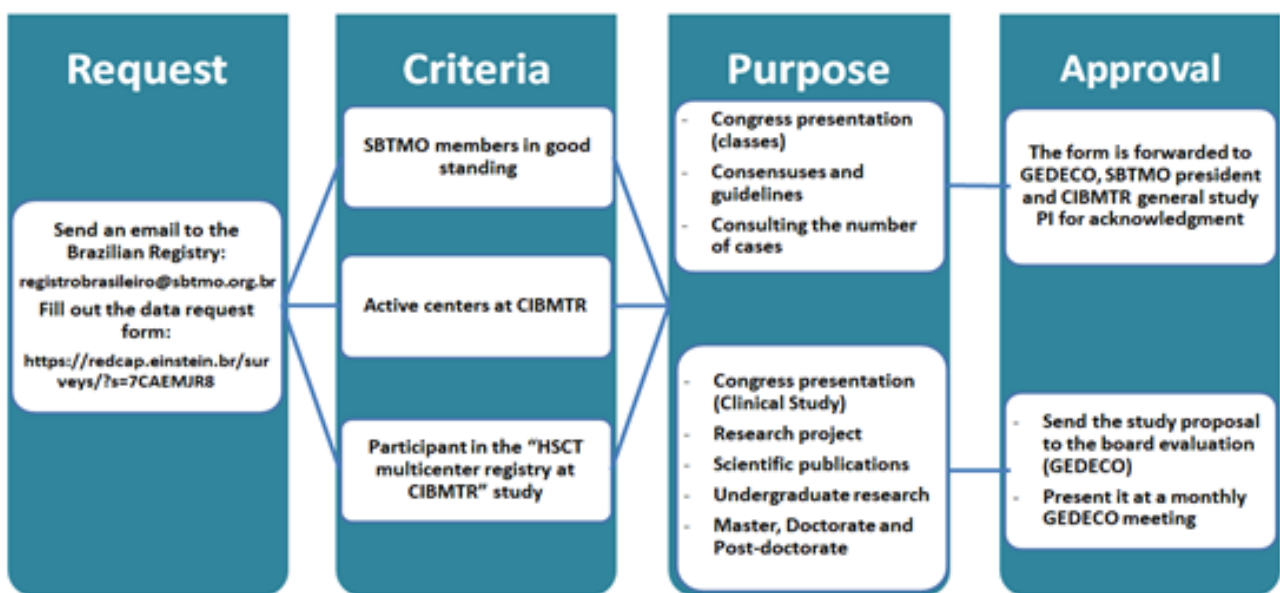 Request
Send an email to the
Brazilian Registry:
registrobrasileiro@sbtmo.org.br
Fill out the data request
form:
https://redcap.einstein.br/sur
veys/?s=7CAEMJR8
Criteria
SBTMO members in good
standing
Active centers at CIBMTR
Participant in the “HSCT
multicenter registry at
CIBMTR” study
Purpose
- Congress presentation
(classes)
- Consensuses and
guidelines
- Consulting the number
of cases
- Congress presentation
(Clinical Study)
- Research project
- Scientific publications
- Undergraduate research
- Master, Doctorate and
Post-doctorate
Approval
The form is forwarded to
GEDECO, SBTMO president
and CIBMTR general study
PI for acknowledgment
- Send the study proposal
to the board evaluation
(GEDECO)
- Present it at a monthly
GEDECO meeting